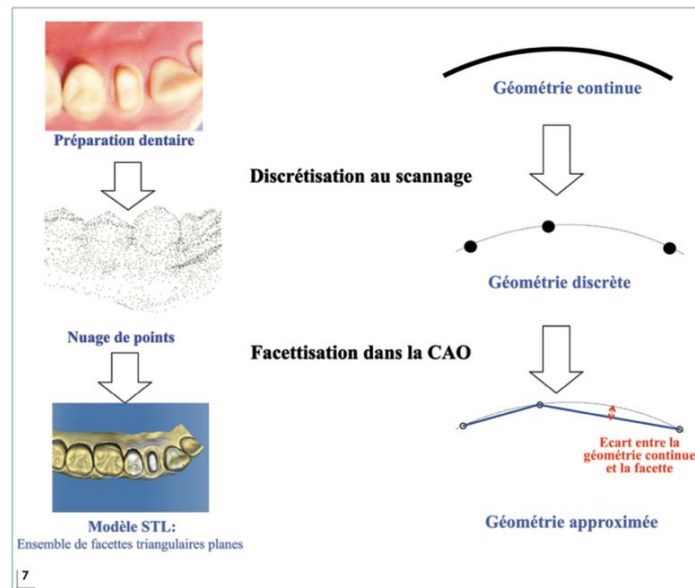 Préparation dentaire
Géométrie continue
Discrétisation au scannage
Nuage de points
Géométrie discrète
Facettisation dans la CAO
Ecart entre la
géométrie continue
et la facette
Modèle STL:
Ensemble de facettes triangulaires planes
Géométrie approximée
7